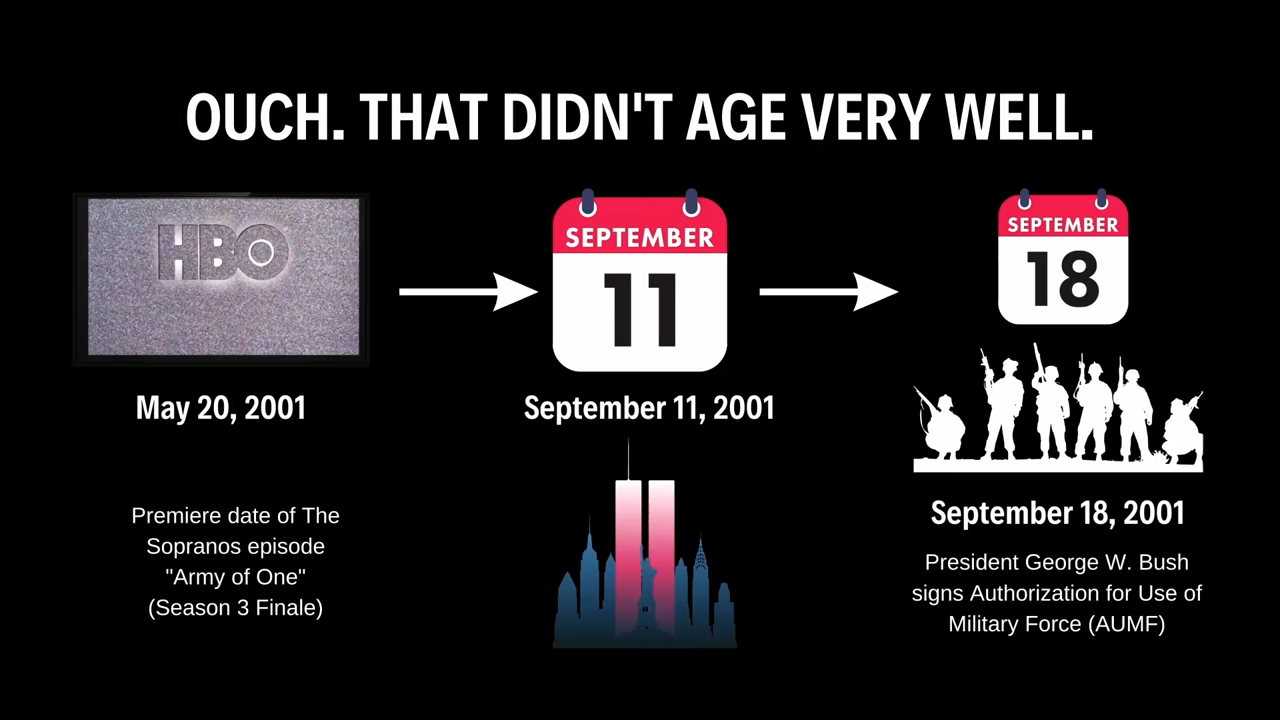 OUCH. THAT DIDN'T AGE VERY WELL.
HBO
May 20, 2001
Premiere date of The
Sopranos episode
"Army of One"
(Season 3 Finale)
SEPTEMBER
11
September 11, 2001
SEPTEMBER
18
September 18, 2001
President George W. Bush
signs Authorization for Use of
Military Force (AUMF)